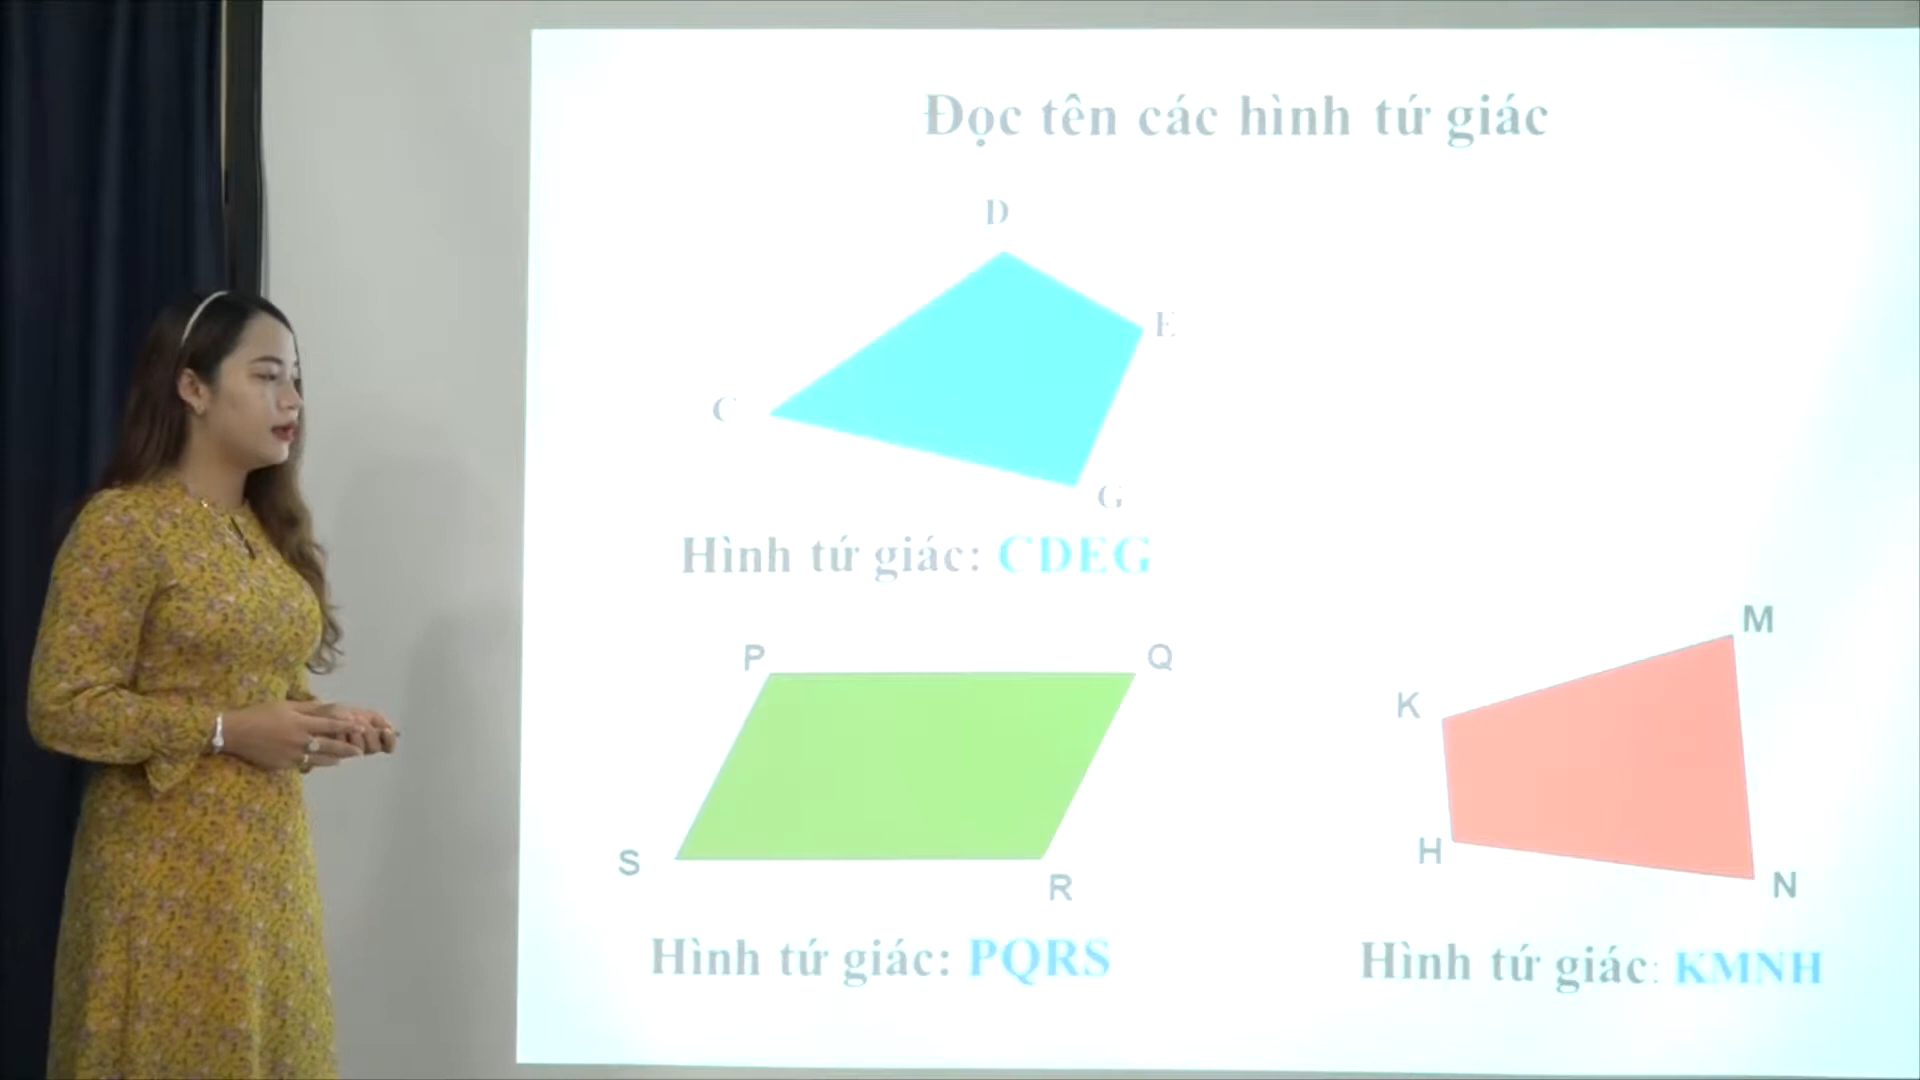 Đọc tên các hình tứ giác
D
E
C
G
Hình tứ giác: CDEG
P
Q
S
R
Hình tứ giác: PQRS
M
K
H
N
Hình tứ giác: KMNH